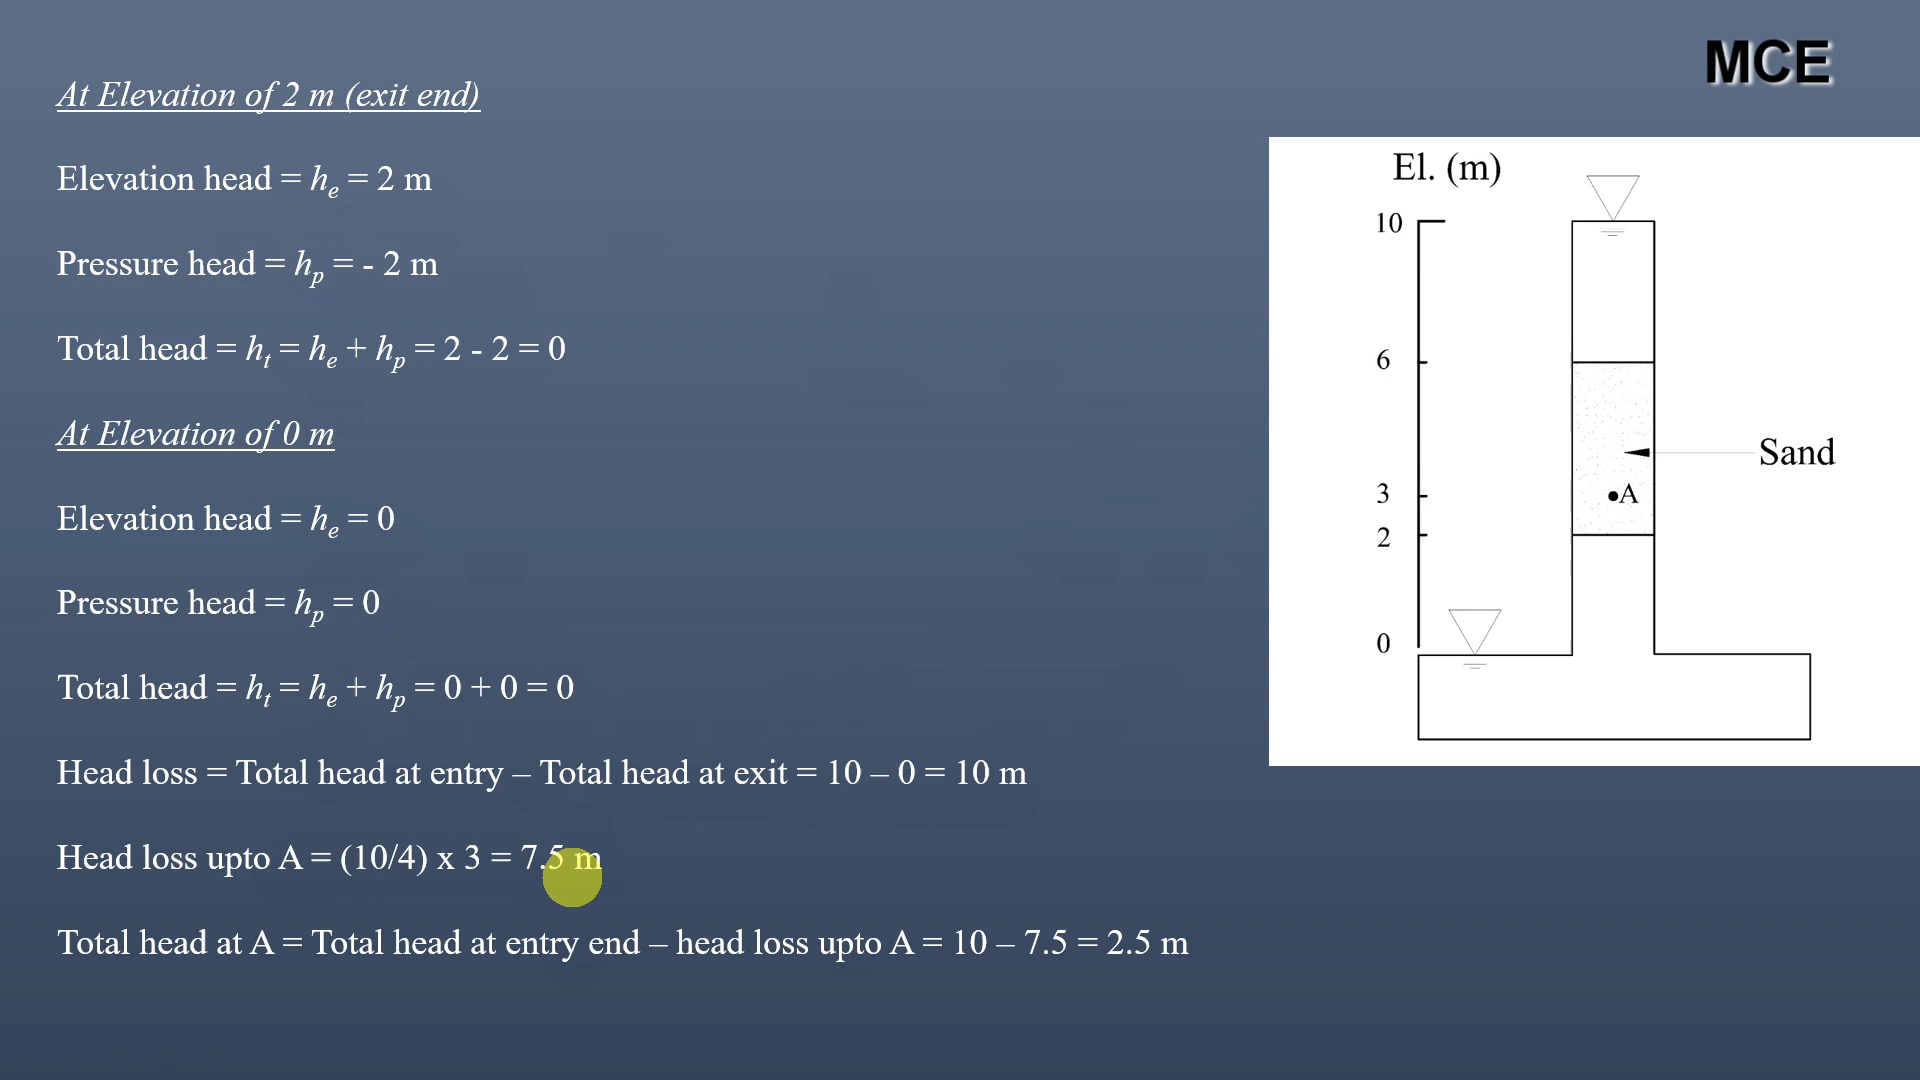 MCE
At Elevation of 2 m (exit end)
Elevation head = hₑ = 2 m
Pressure head = hₚ = - 2 m
Total head = hₜ = hₑ + hₚ = 2 - 2 = 0
At Elevation of 0 m
Elevation head = hₑ = 0
Pressure head = hₚ = 0
Total head = hₜ = hₑ + hₚ = 0 + 0 = 0
Head loss = Total head at entry – Total head at exit = 10 – 0 = 10 m
Head loss upto A = (10/4) x 3 = 7.5 m
Total head at A = Total head at entry end – head loss upto A = 10 – 7.5 = 2.5 m
El. (m)
10
6
Sand
3
A
2
0